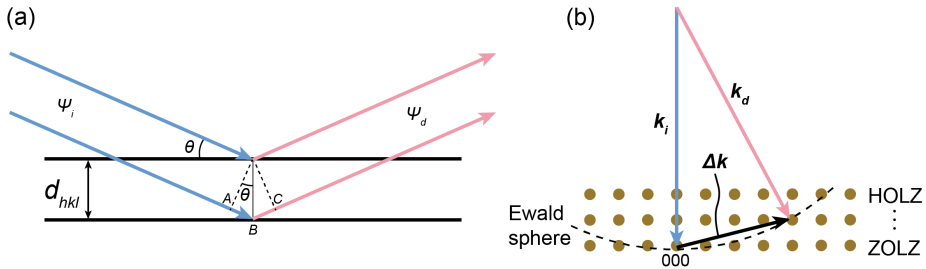 (a)
Ψi
Ψd
θ
dhkl
A
θ
C
B
(b)
ki
kd
Δk
HOLZ
Ewald
sphere
ZOLZ
000